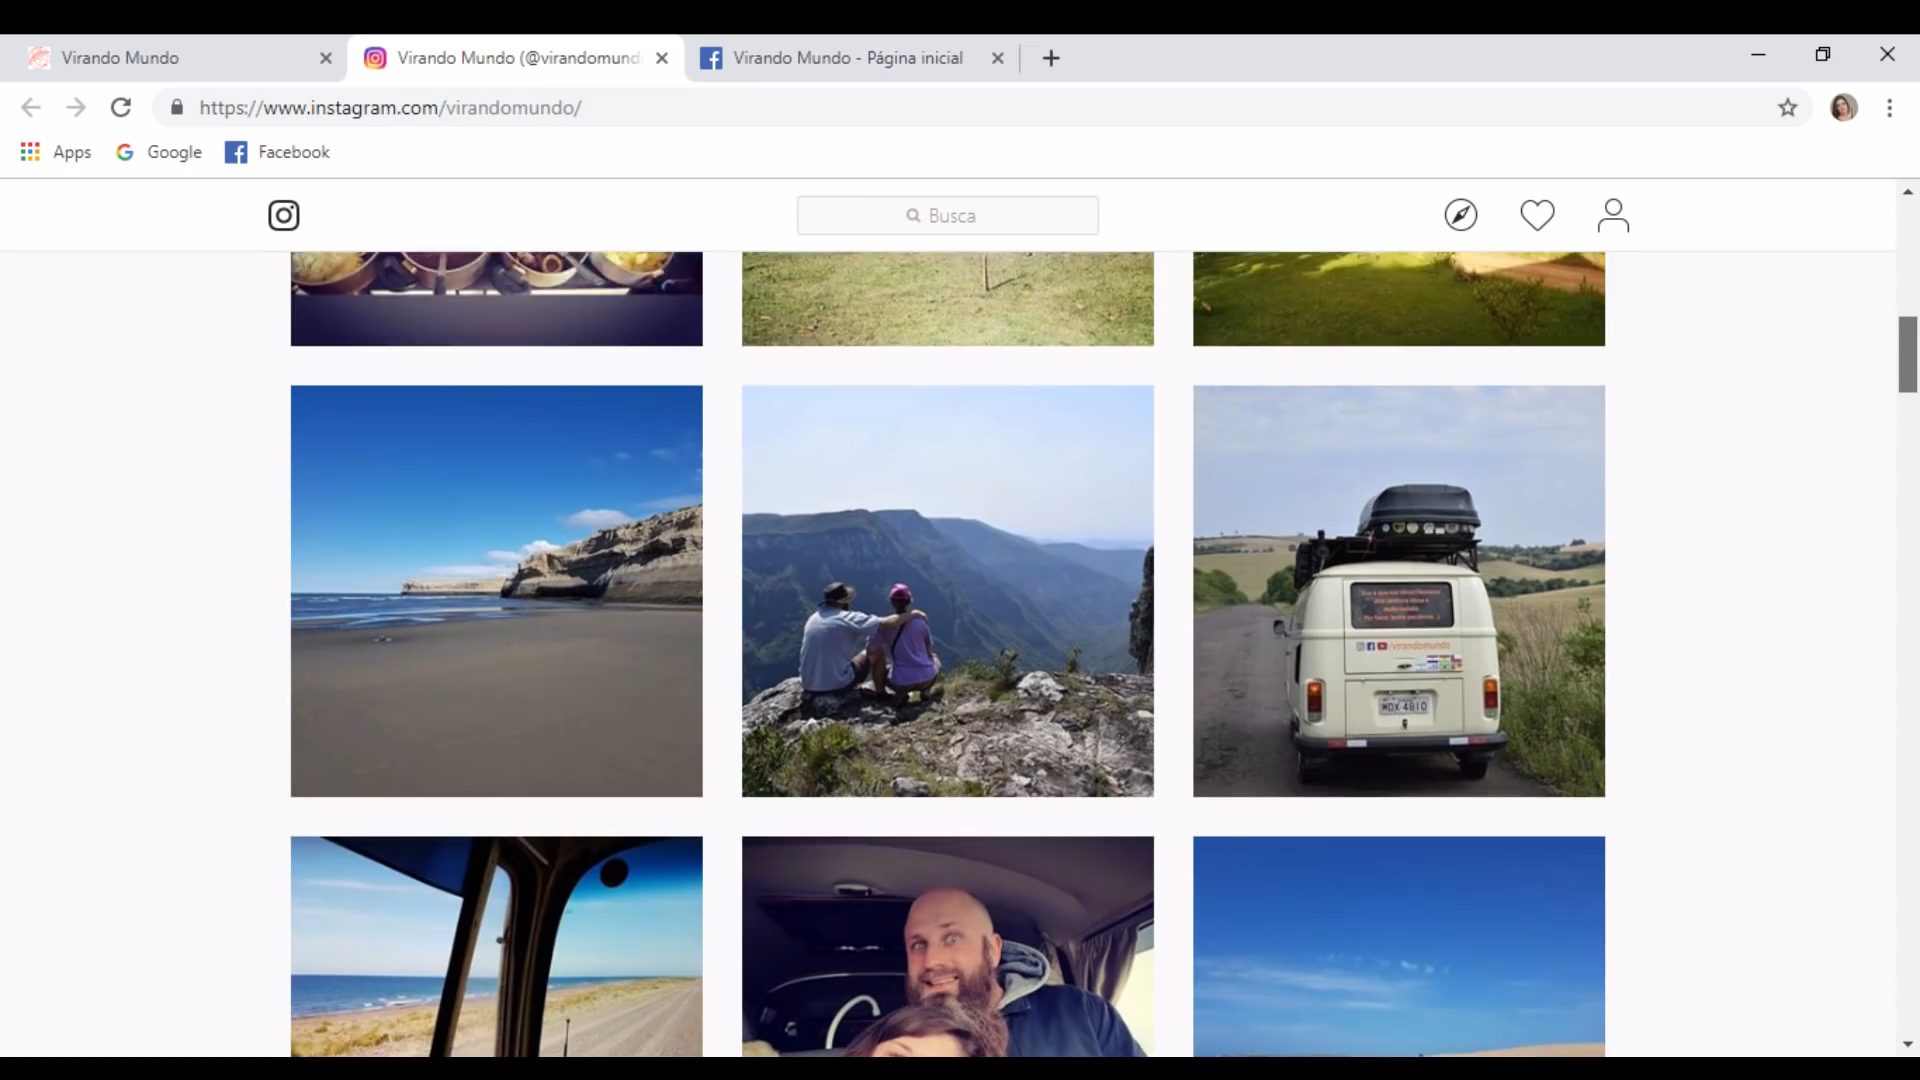 Virando Mundo
Virando Mundo (@virandomund
Virando Mundo - Página inicial
https://www.instagram.com/virandomundo/
Apps
Google
Facebook
Busca
/virandomundo
MDX-4810